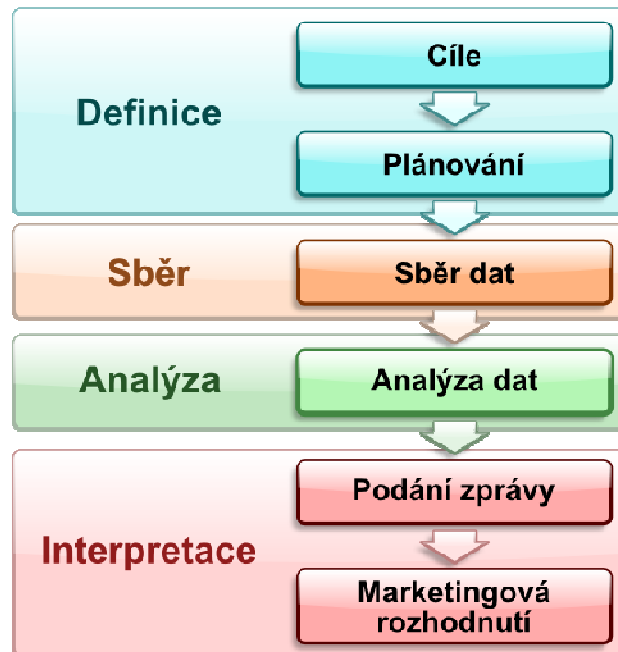 Definice
Cíle
Plánování
Sběr
Sběr dat
Analýza
Analýza dat
Interpretace
Podání zprávy
Marketingová
rozhodnutí